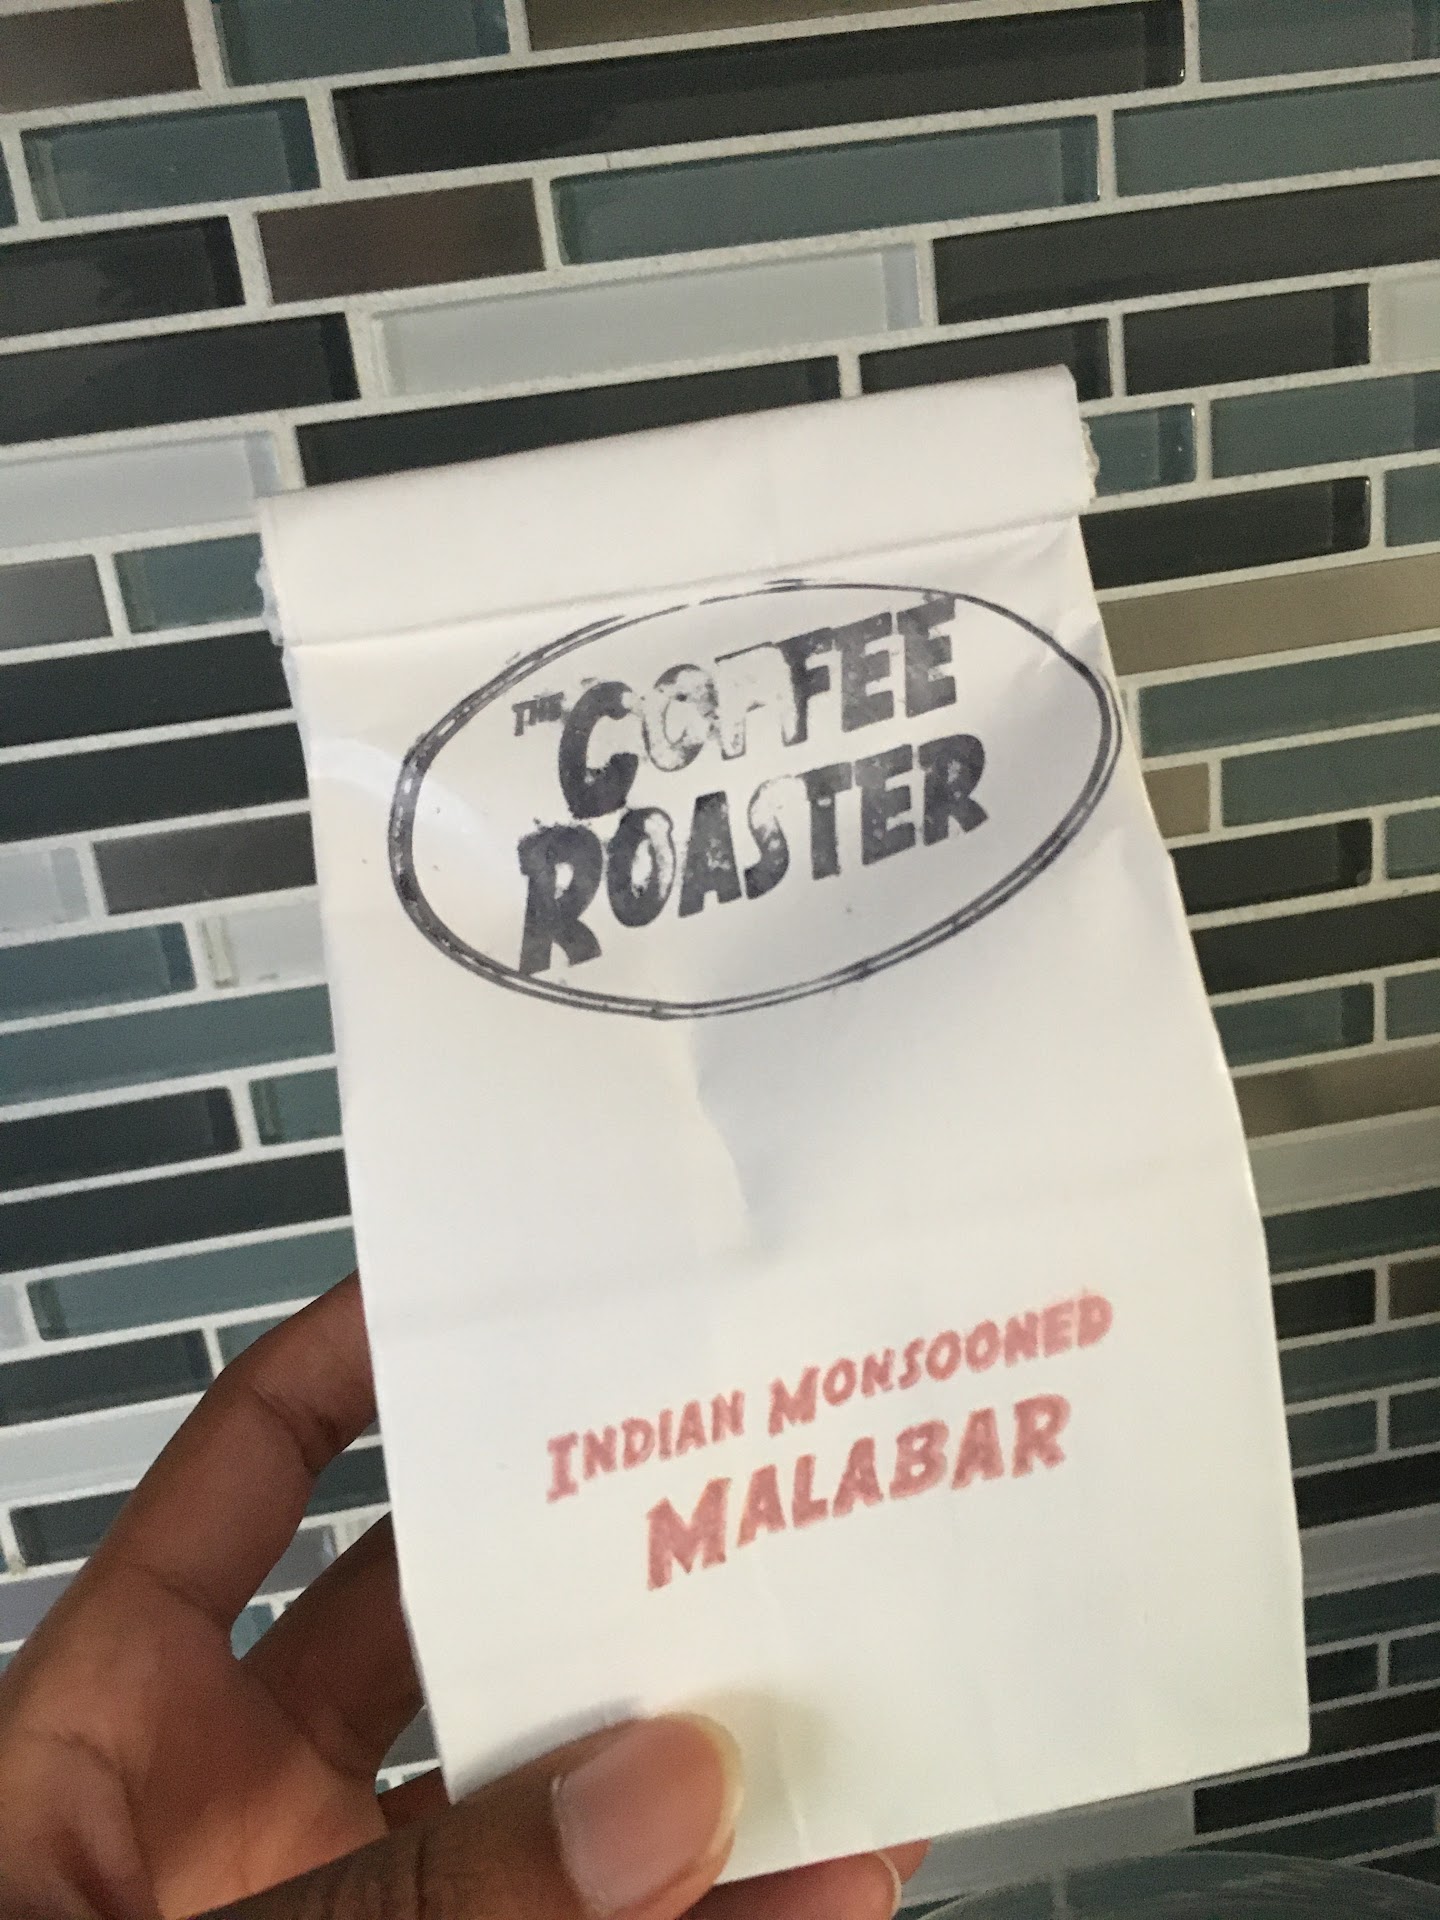 THE COFFEE
ROASTER
INDIAN MONSOONED
MALABAR